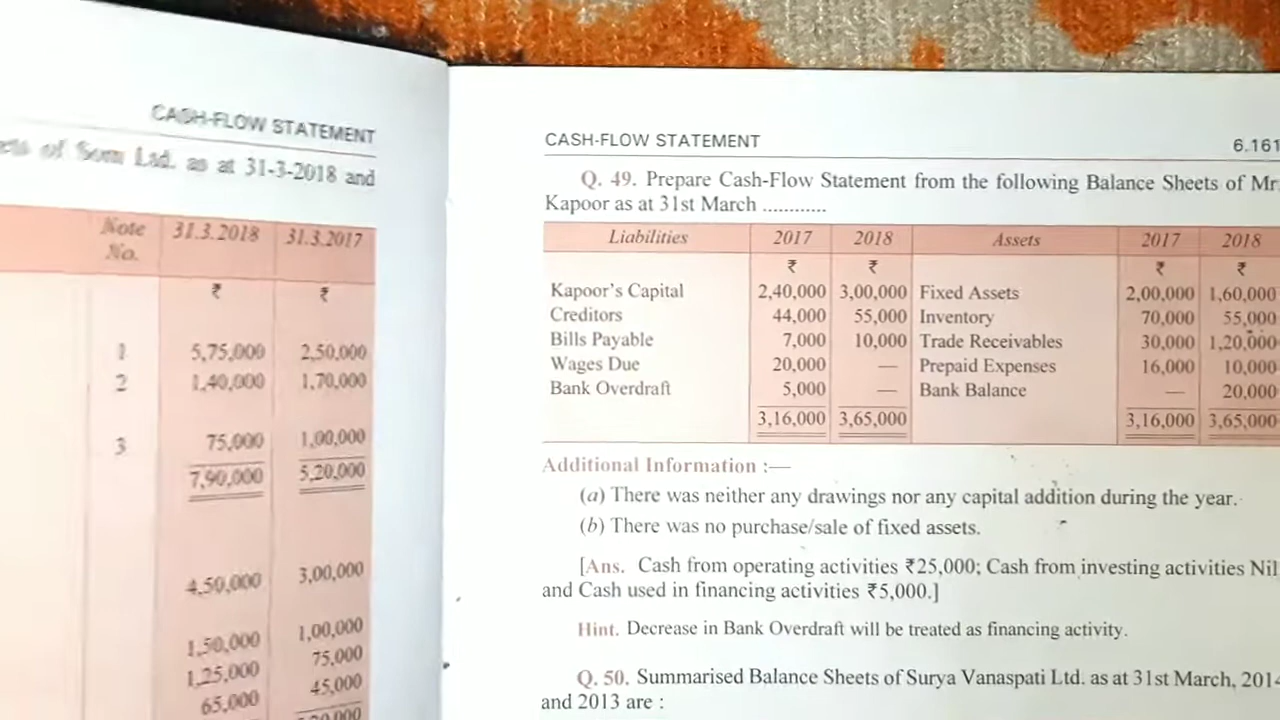 CASH-FLOW STATEMENT
of Som Ltd. as at 31-3-2018 and
Note No. 31.3.2018 31.3.2017
₹ ₹
1 5,75,000 2,50,000
2 1,40,000 1,70,000
3 75,000 1,00,000
7,90,000 5,20,000
4,50,000 3,00,000
1,50,000 1,00,000
1,25,000 75,000
65,000 45,000
CASH-FLOW STATEMENT 6.161
Q. 49. Prepare Cash-Flow Statement from the following Balance Sheets of Mr.
Kapoor as at 31st March ............
Liabilities 2017 2018 Assets 2017 2018
₹ ₹ ₹ ₹
Kapoor's Capital 2,40,000 3,00,000 Fixed Assets 2,00,000 1,60,000
Creditors 44,000 55,000 Inventory 70,000 55,000
Bills Payable 7,000 10,000 Trade Receivables 30,000 1,20,000
Wages Due 20,000 — Prepaid Expenses 16,000 10,000
Bank Overdraft 5,000 — Bank Balance — 20,000
3,16,000 3,65,000 3,16,000 3,65,000
Additional Information :—
(a) There was neither any drawings nor any capital addition during the year.
(b) There was no purchase/sale of fixed assets.
[Ans. Cash from operating activities ₹25,000; Cash from investing activities Nil
and Cash used in financing activities ₹5,000.]
Hint. Decrease in Bank Overdraft will be treated as financing activity.
Q. 50. Summarised Balance Sheets of Surya Vanaspati Ltd. as at 31st March, 2014
and 2013 are :